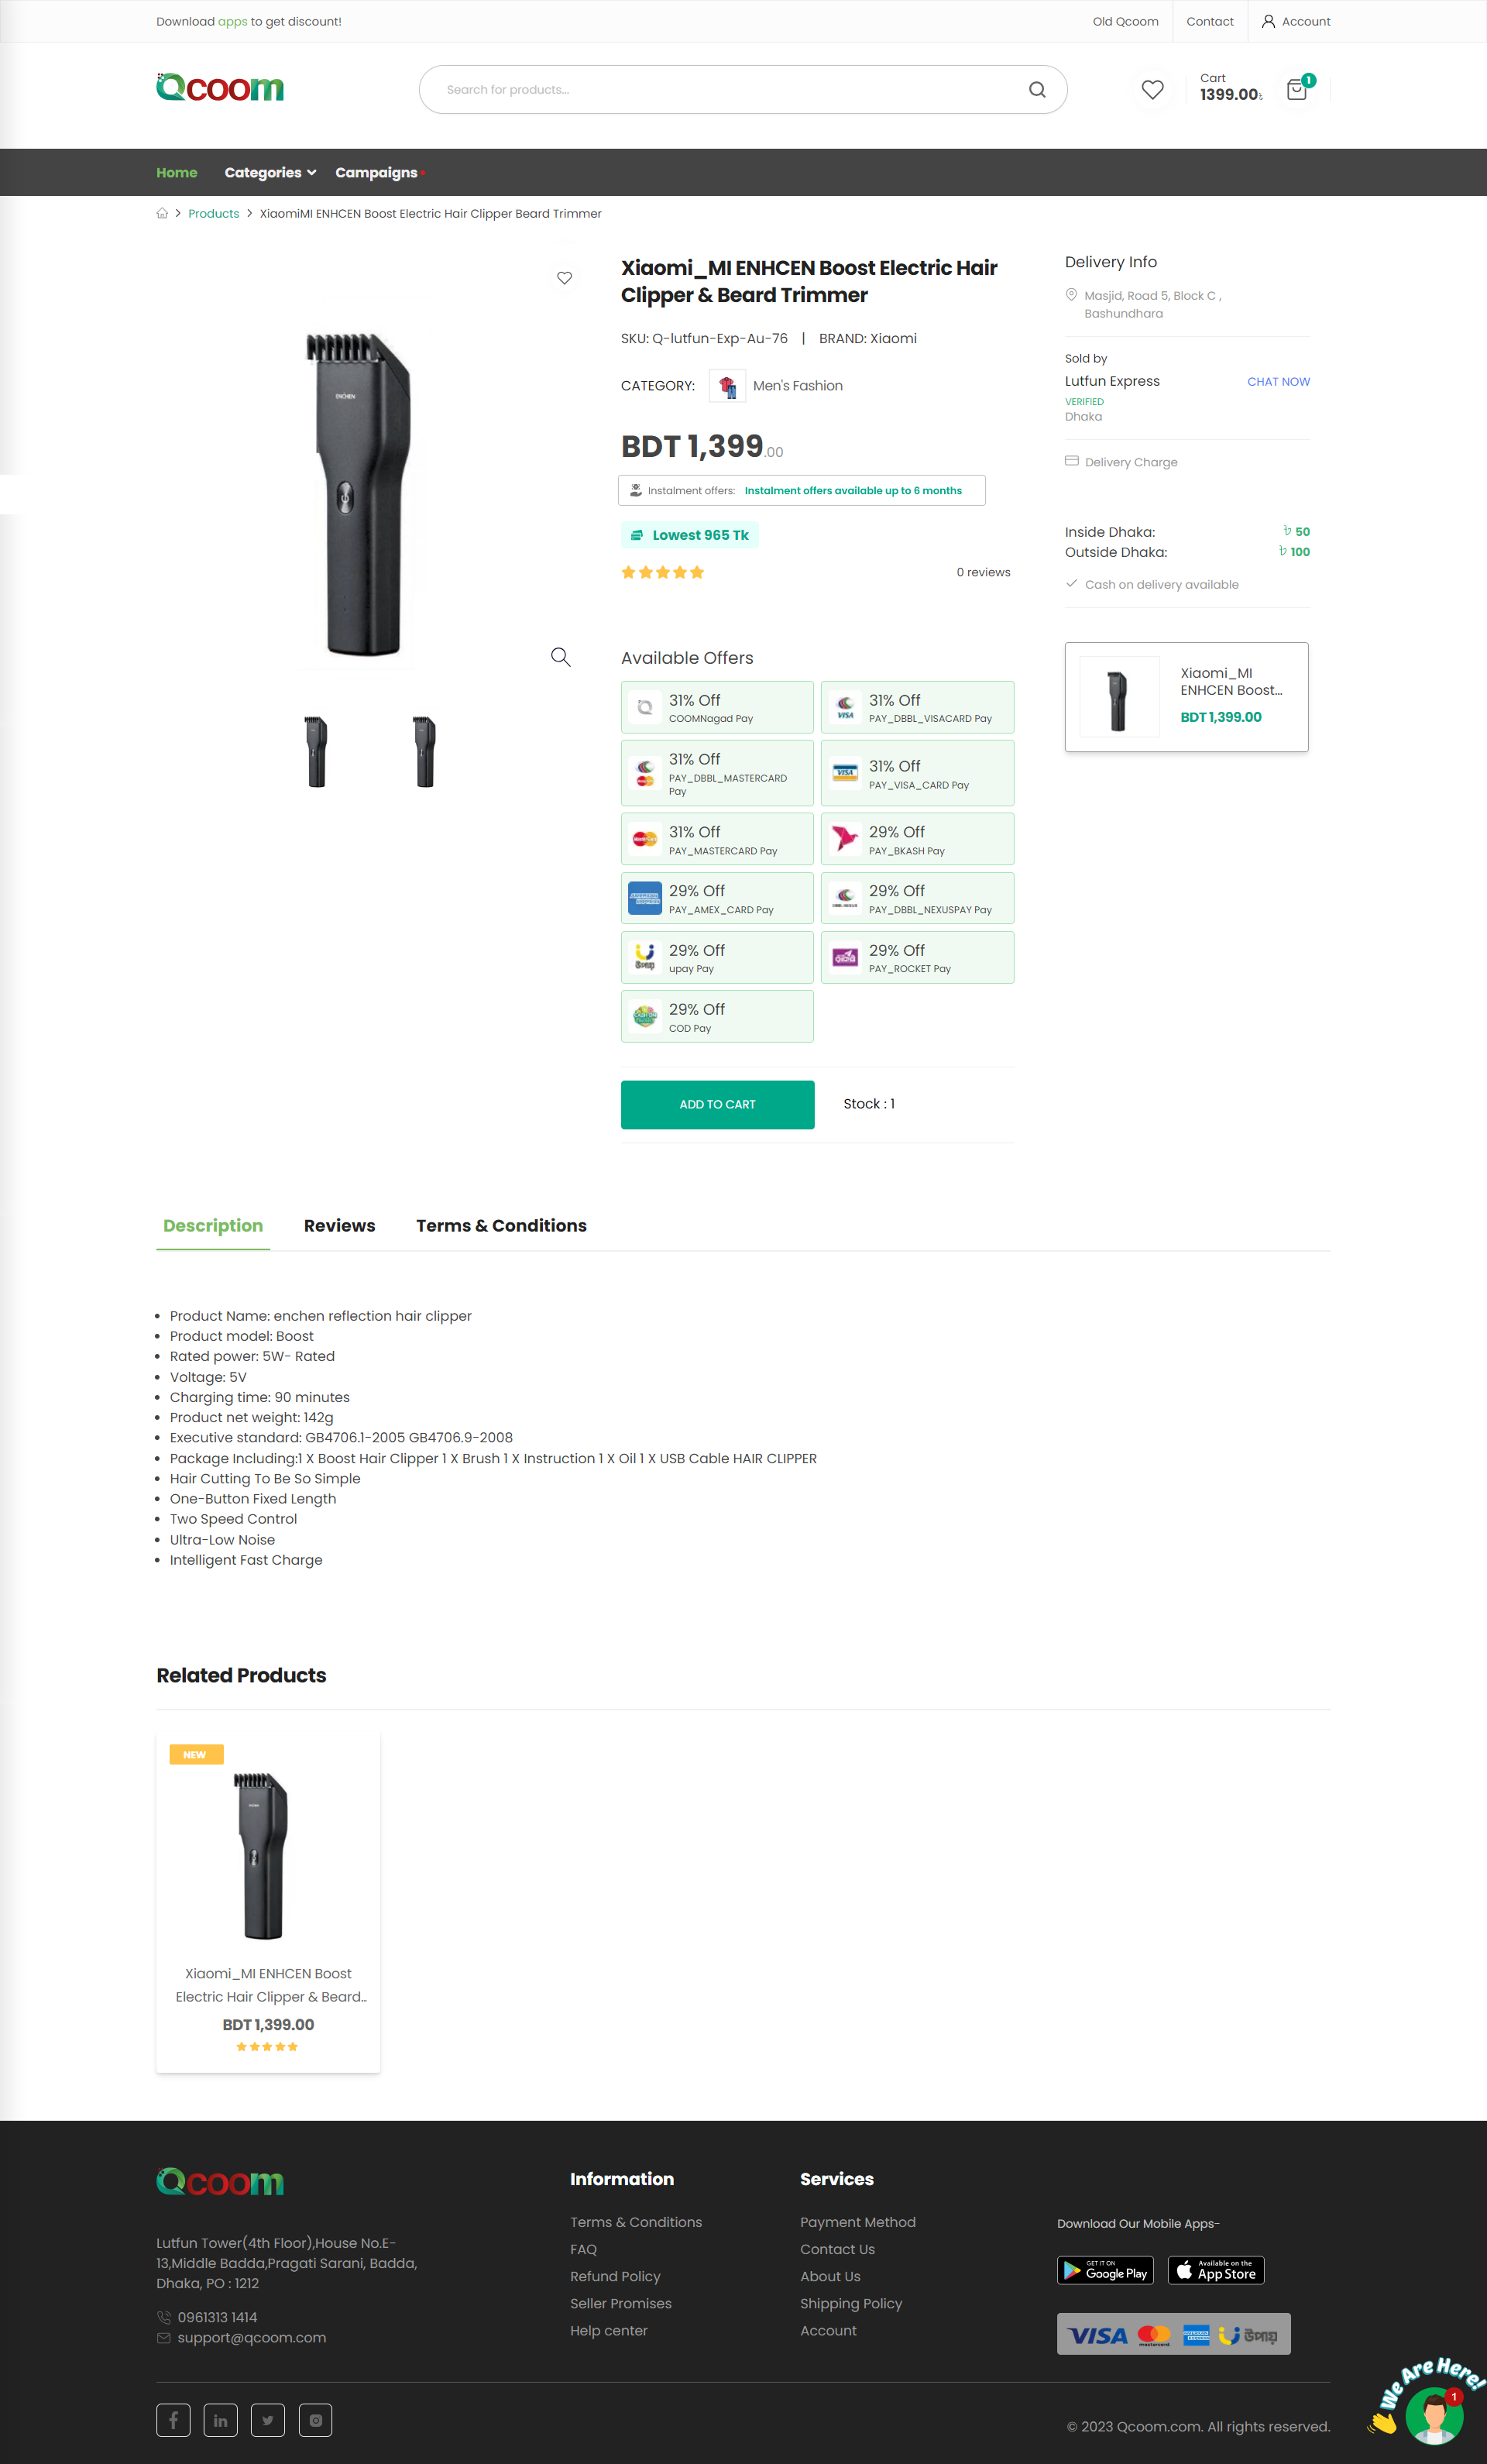 Download apps to get discount!
Old Qcoom
Contact
Account
Qcoom
Search for products...
Cart
1399.00৳
1
Home
Categories
Campaigns
Products
XiaomiMI ENHCEN Boost Electric Hair Clipper Beard Trimmer
ENCHEN
Xiaomi_MI ENHCEN Boost Electric Hair
Clipper & Beard Trimmer
SKU: Q-lutfun-Exp-Au-76 | BRAND: Xiaomi
CATEGORY: Men's Fashion
BDT 1,399.00
Instalment offers: Instalment offers available up to 6 months
Lowest 965 Tk
0 reviews
Available Offers
31% Off
COOMNagad Pay
31% Off
PAY_DBBL_VISACARD Pay
VISA
31% Off
PAY_DBBL_MASTERCARD
Pay
31% Off
PAY_VISA_CARD Pay
VISA
31% Off
PAY_MASTERCARD Pay
29% Off
PAY_BKASH Pay
29% Off
PAY_AMEX_CARD Pay
29% Off
PAY_DBBL_NEXUSPAY Pay
29% Off
upay Pay
29% Off
PAY_ROCKET Pay
29% Off
COD Pay
ADD TO CART
Stock : 1
Delivery Info
Masjid, Road 5, Block C ,
Bashundhara
Sold by
Lutfun Express
CHAT NOW
VERIFIED
Dhaka
Delivery Charge
Inside Dhaka: ৳ 50
Outside Dhaka: ৳ 100
Cash on delivery available
Xiaomi_MI
ENHCEN Boost...
BDT 1,399.00
Description
Reviews
Terms & Conditions
Product Name: enchen reflection hair clipper
Product model: Boost
Rated power: 5W- Rated
Voltage: 5V
Charging time: 90 minutes
Product net weight: 142g
Executive standard: GB4706.1-2005 GB4706.9-2008
Package Including:1 X Boost Hair Clipper 1 X Brush 1 X Instruction 1 X Oil 1 X USB Cable HAIR CLIPPER
Hair Cutting To Be So Simple
One-Button Fixed Length
Two Speed Control
Ultra-Low Noise
Intelligent Fast Charge
Related Products
NEW
Xiaomi_MI ENHCEN Boost
Electric Hair Clipper & Beard..
BDT 1,399.00
Qcoom
Lutfun Tower(4th Floor),House No.E-
13,Middle Badda,Pragati Sarani, Badda,
Dhaka, PO : 1212
0961313 1414
support@qcoom.com
Information
Terms & Conditions
FAQ
Refund Policy
Seller Promises
Help center
Services
Payment Method
Contact Us
About Us
Shipping Policy
Account
Download Our Mobile Apps-
GET IT ON
Google Play
Available on the
App Store
VISA
mastercard
উপায়
We Are Here!
1
© 2023 Qcoom.com. All rights reserved.